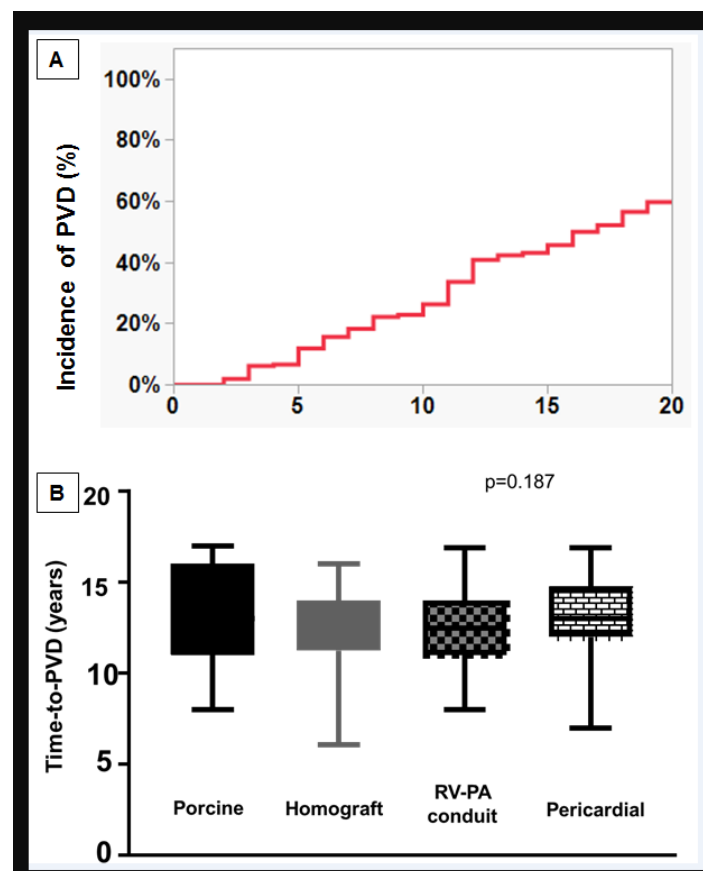 A
Incidence of PVD (%)
100%
80%
60%
40%
20%
0%
0 5 10 15 20
B
p=0.187
Time-to-PVD (years)
20
15
10
5
0
Porcine Homograft RV-PA conduit Pericardial